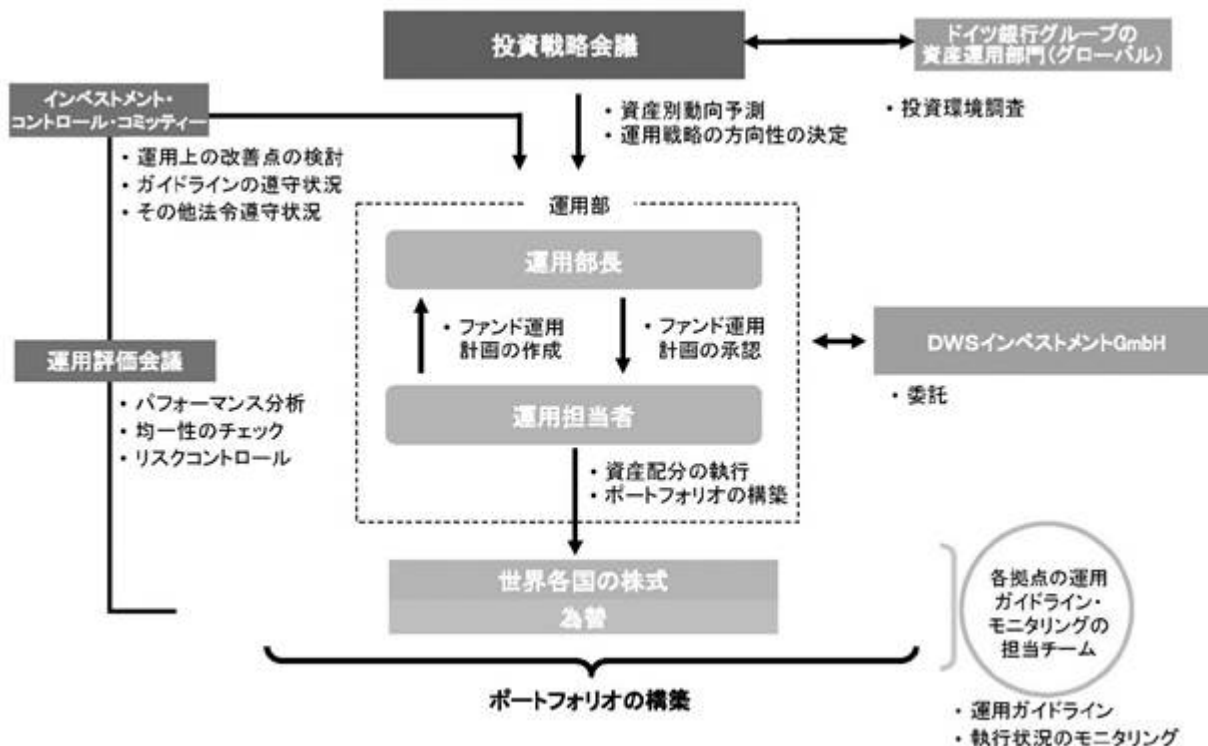 投資戦略会議
ドイツ銀行グループの
資産運用部門(グローバル)
・投資環境調査
・資産別動向予測
・運用戦略の方向性の決定
インベストメント・
コントロール・コミッティー
・運用上の改善点の検討
・ガイドラインの遵守状況
・その他法令遵守状況
運用部
運用部長
・ファンド運用
計画の作成
・ファンド運用
計画の承認
運用担当者
・資産配分の執行
・ポートフォリオの構築
DWSインベストメントGmbH
・委託
運用評価会議
・パフォーマンス分析
・均一性のチェック
・リスクコントロール
世界各国の株式
為替
ポートフォリオの構築
各拠点の運用
ガイドライン・
モニタリングの
担当チーム
・運用ガイドライン
・執行状況のモニタリング